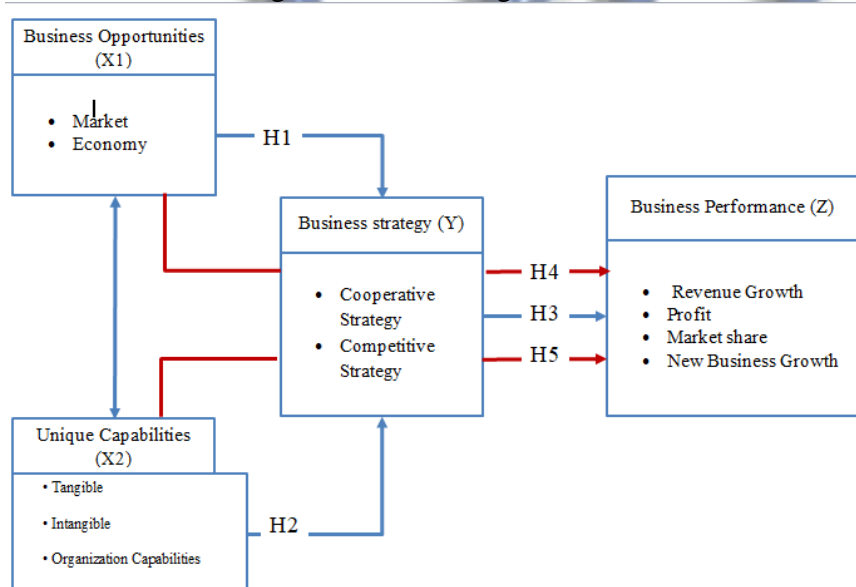 Business Opportunities
(X1)
• Market
• Economy
H1
Business strategy (Y)
• Cooperative
Strategy
• Competitive
Strategy
H4
H3
H5
Business Performance (Z)
• Revenue Growth
• Profit
• Market share
• New Business Growth
Unique Capabilities
(X2)
• Tangible
• Intangible
• Organization Capabilities
H2